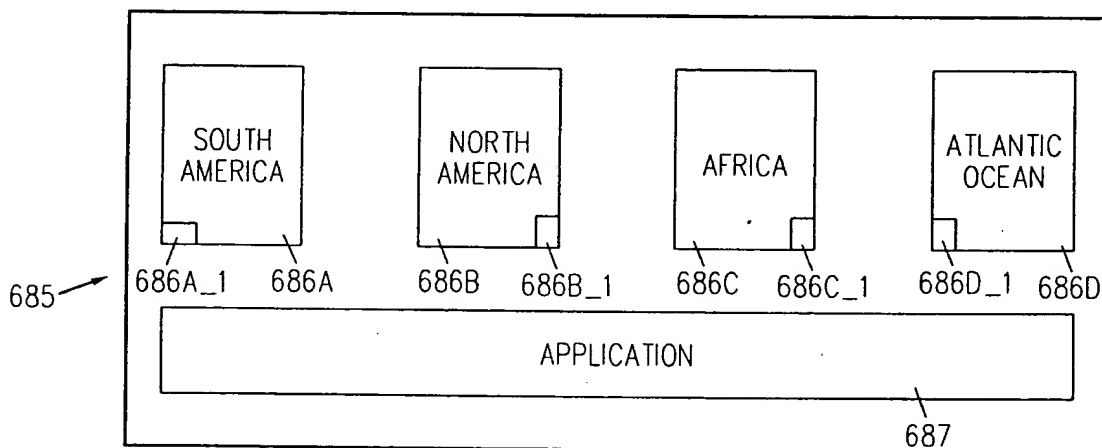 SOUTH
AMERICA
NORTH
AMERICA
AFRICA
ATLANTIC
OCEAN
686A_1 686A 686B 686B_1 686C 686C_1 686D_1 686D
685
APPLICATION
687